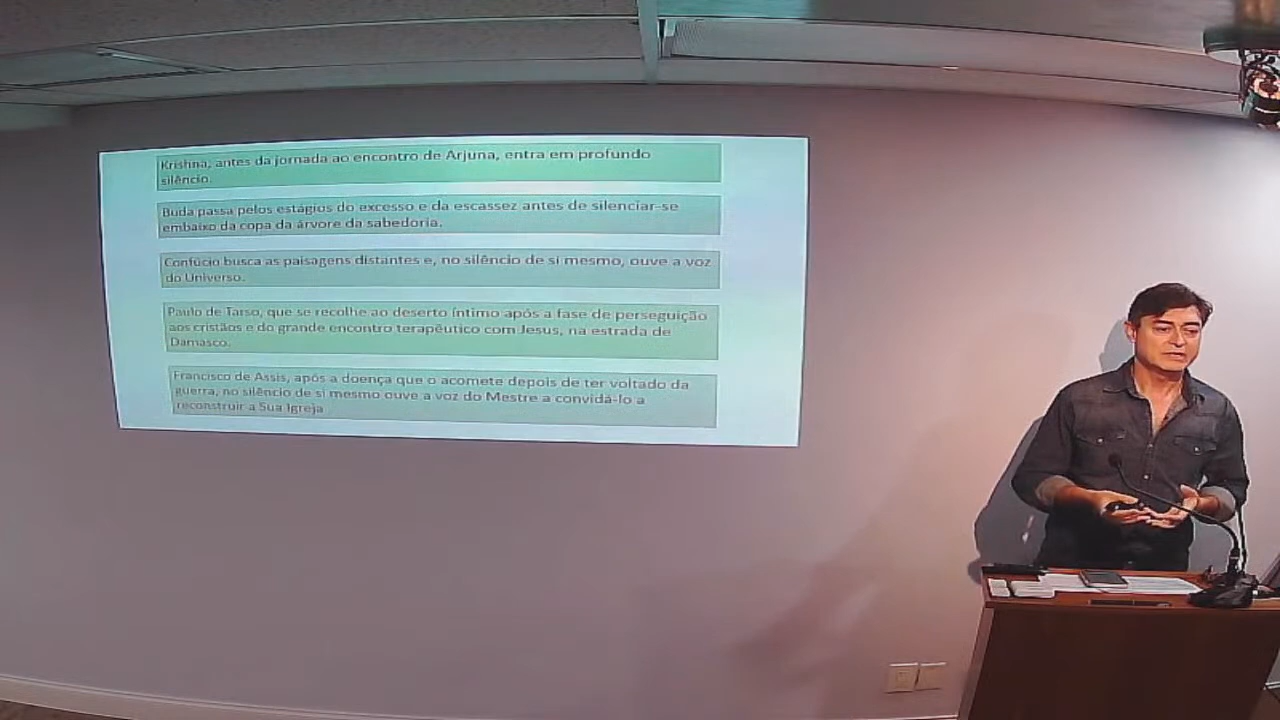 Krishna, antes da jornada ao encontro de Arjuna, entra em profundo
silêncio.
Buda passa pelos estágios do excesso e da escassez antes de silenciar-se
embaixo da copa da árvore da sabedoria.
Confúcio busca as paisagens distantes e, no silêncio de si mesmo, ouve a voz
do Universo.
Paulo de Tarso, que se recolhe ao deserto íntimo após a fase de perseguição
aos cristãos e do grande encontro terapêutico com Jesus, na estrada de
Damasco.
Francisco de Assis, após a doença que o acomete depois de ter voltado da
guerra, no silêncio de si mesmo ouve a voz do Mestre a convidá-lo a
reconstruir a Sua Igreja